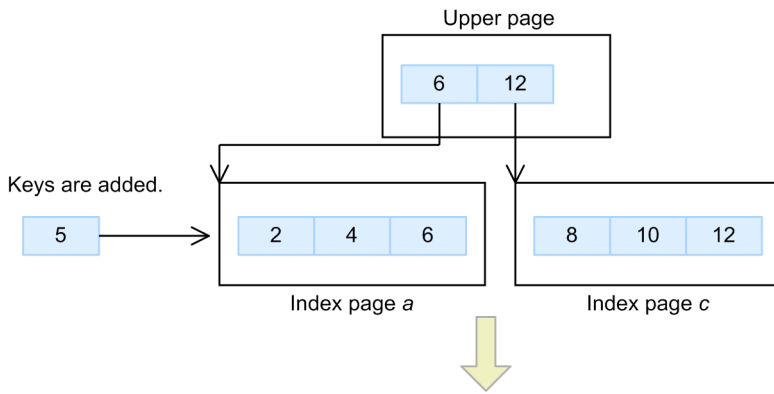 Upper page
6 12
Keys are added.
5 2 4 6 8 10 12
Index page a Index page c